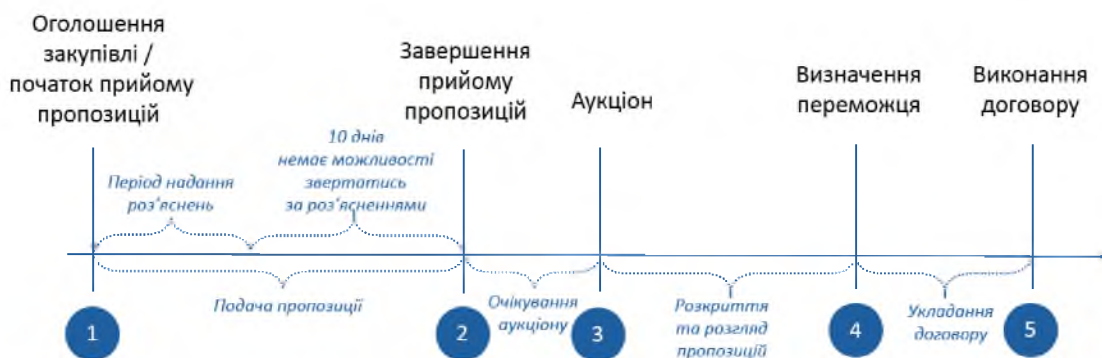 Оголошення
закупівлі /
початок прийому
пропозицій
Завершення
прийому
пропозицій
Аукціон
Визначення
переможця
Виконання
договору
Період надання
роз'яснень
10 днів
немає можливості
звертатись
за роз'ясненнями
Подача пропозиції
Очікування
аукціону
Розкриття
та розгляд
пропозицій
Укладання
договору
1
2
3
4
5